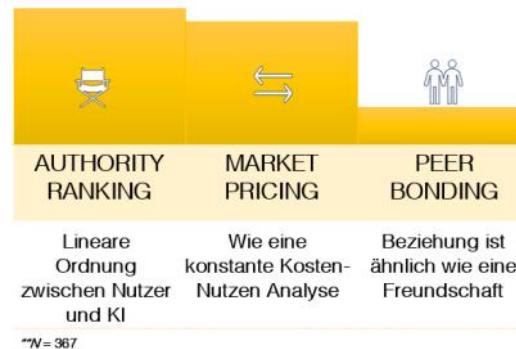 AUTHORITY
RANKING
MARKET
PRICING
PEER
BONDING
Lineare
Ordnung
zwischen Nutzer
und KI
Wie eine
konstante Kosten-
Nutzen Analyse
Beziehung ist
ähnlich wie eine
Freundschaft
**N = 367